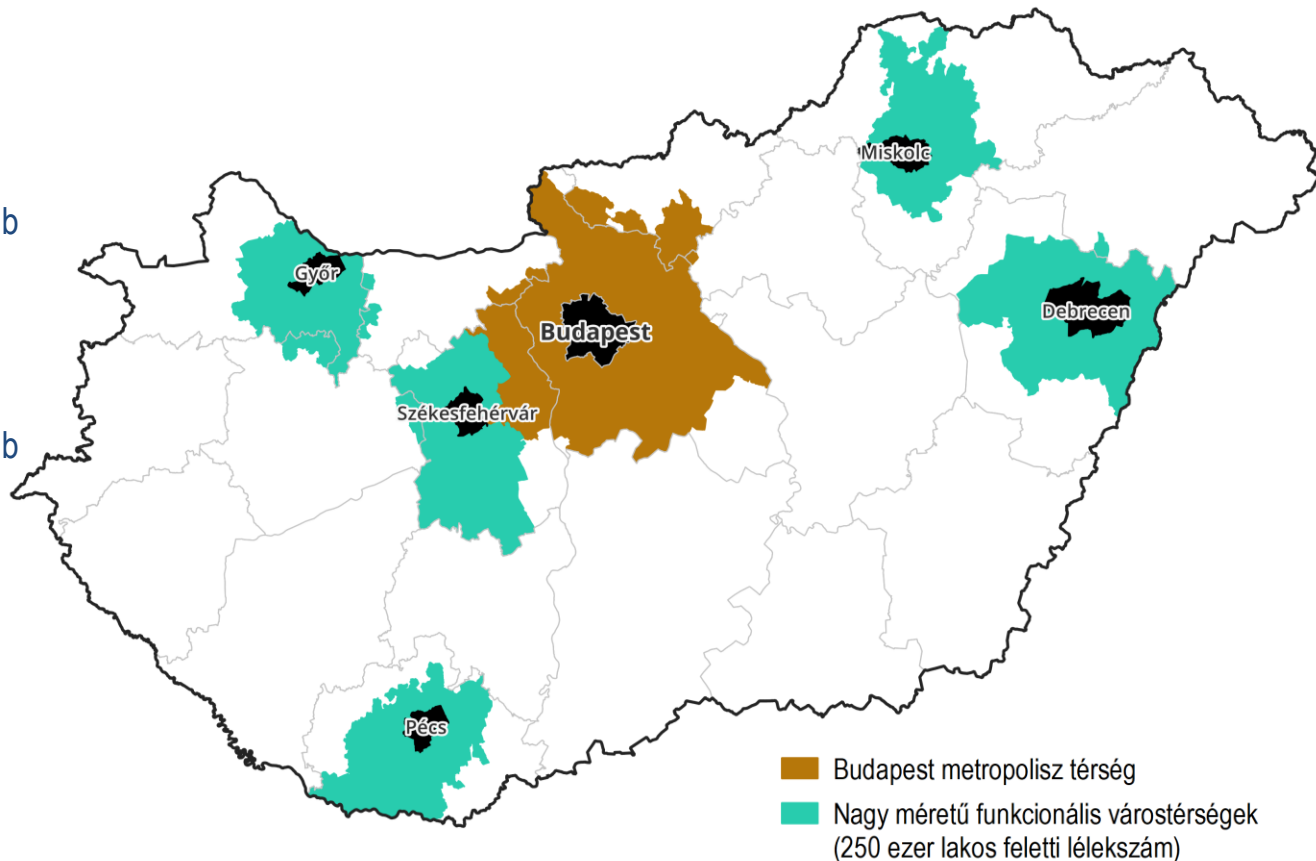 Miskolc
b
Győr
Debrecen
Budapest
Székesfehérvár
b
Pécs
Budapest metropolisz térség
Nagy méretű funkcionális várostérségek
(250 ezer lakos feletti lélekszám)